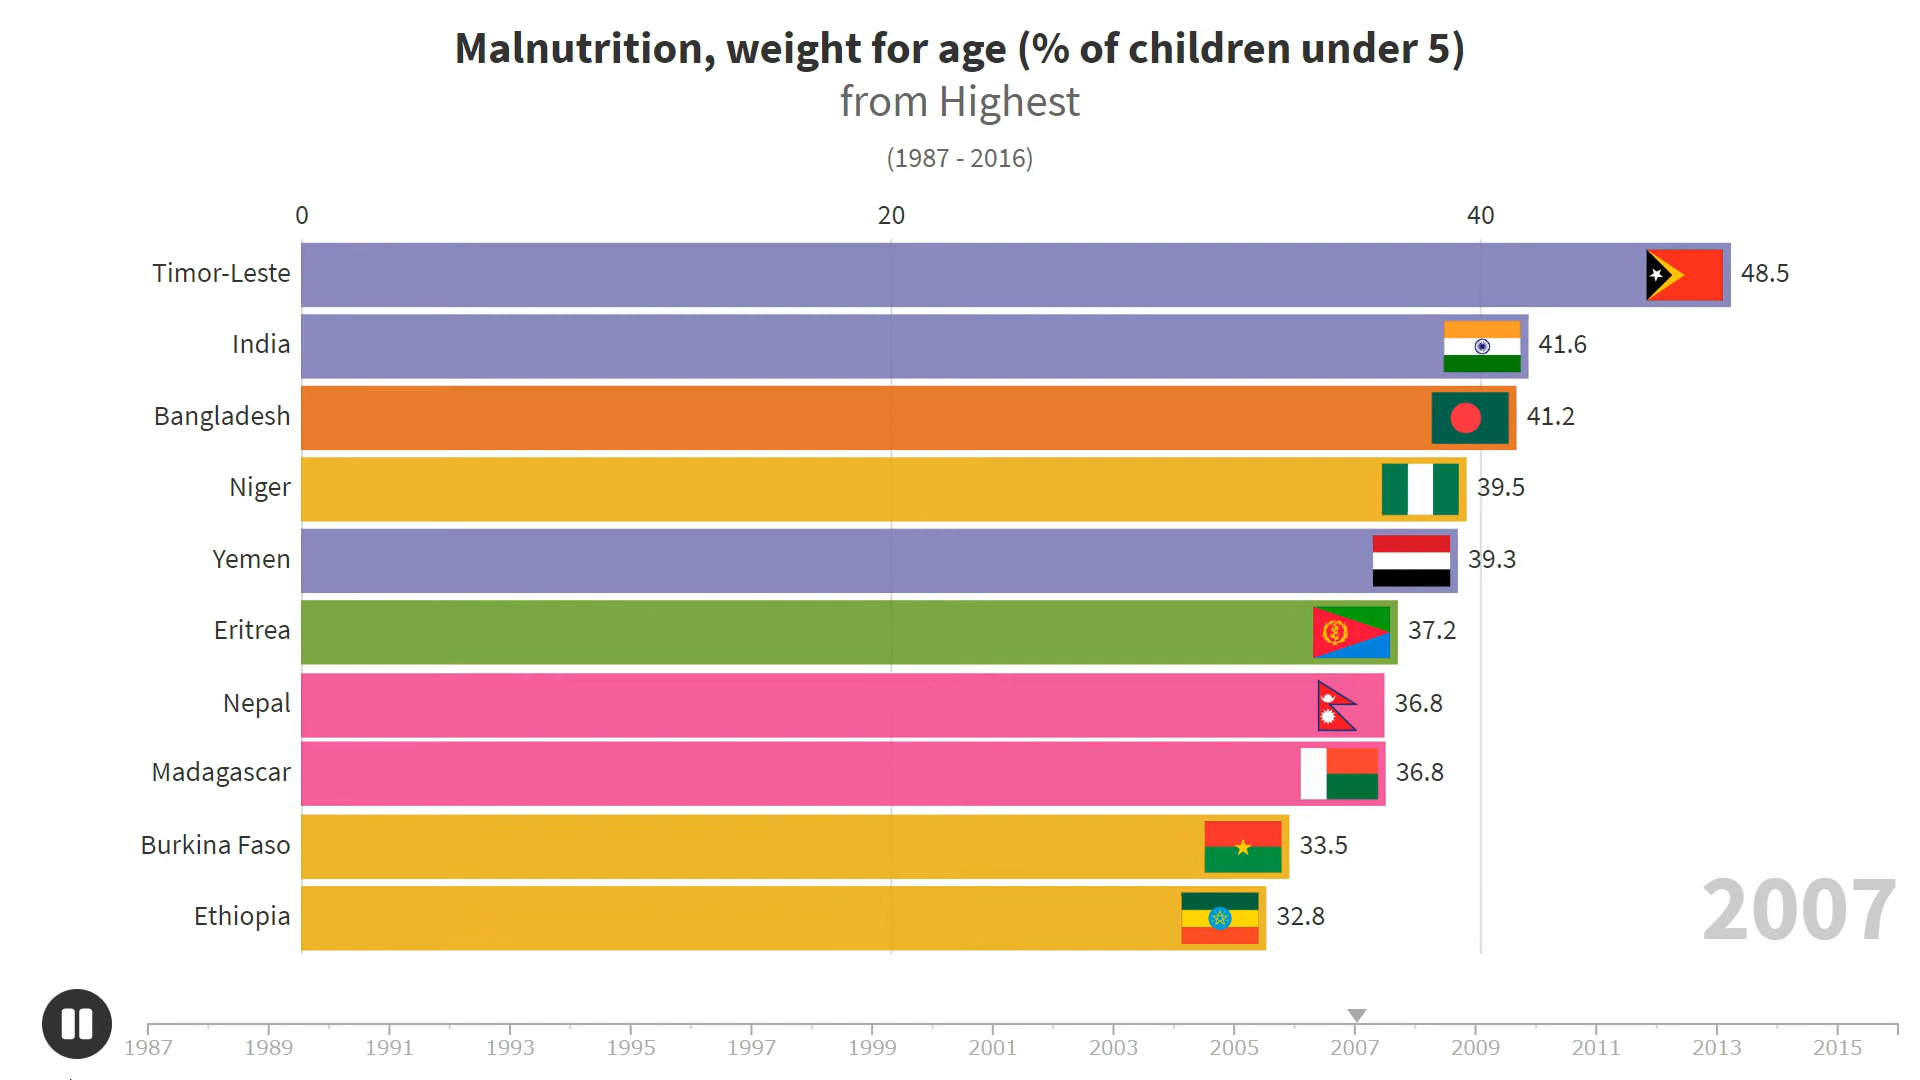 Malnutrition, weight for age (% of children under 5)
from Highest
(1987 - 2016)
0 20 40
Timor-Leste 48.5
India 41.6
Bangladesh 41.2
Niger 39.5
Yemen 39.3
Eritrea 37.2
Nepal 36.8
Madagascar 36.8
Burkina Faso 33.5
Ethiopia 32.8
2007
1987 1989 1991 1993 1995 1997 1999 2001 2003 2005 2007 2009 2011 2013 2015